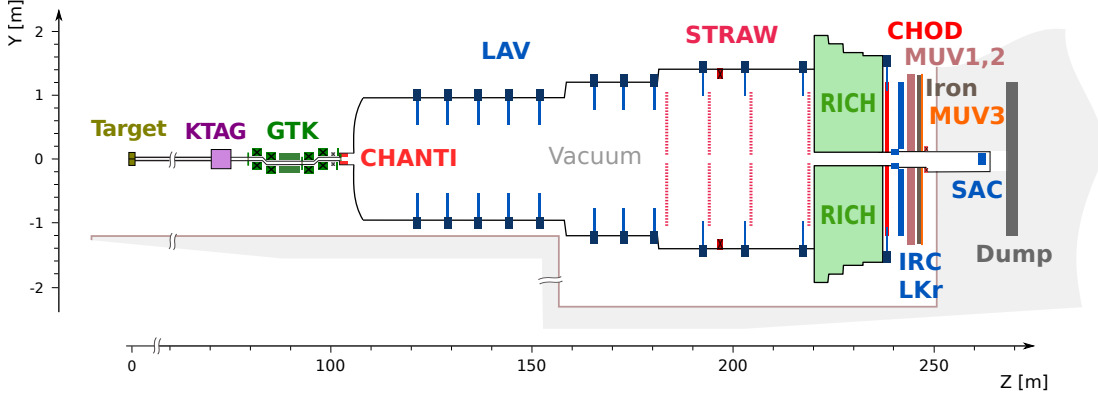 Y [m]
2
1
0
-1
-2
Target
KTAG
GTK
CHANTI
LAV
Vacuum
STRAW
RICH
RICH
CHOD
MUV1,2
Iron
MUV3
SAC
IRC
LKr
Dump
0
100
150
200
250
Z [m]